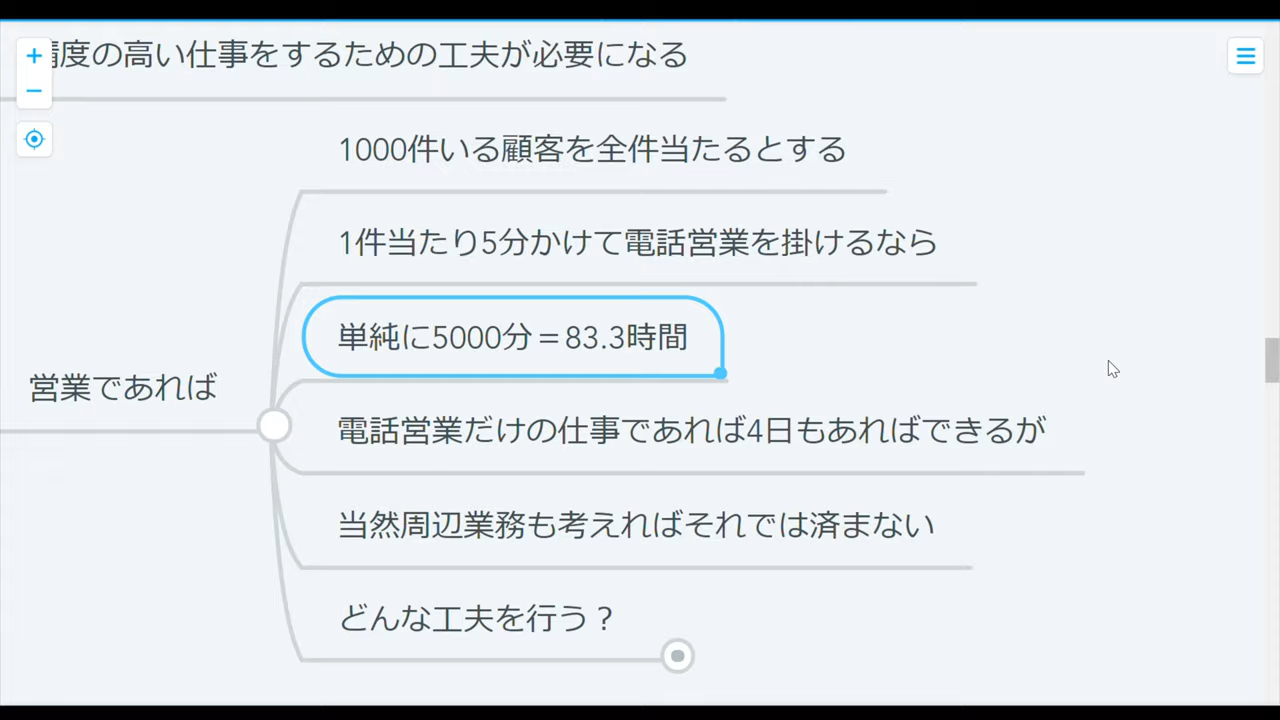 度の高い仕事をするための工夫が必要になる
1000件いる顧客を全件当たるとする
1件当たり5分かけて電話営業を掛けるなら
単純に5000分＝83.3時間
営業であれば
電話営業だけの仕事であれば4日もあればできるが
当然周辺業務も考えればそれでは済まない
どんな工夫を行う？